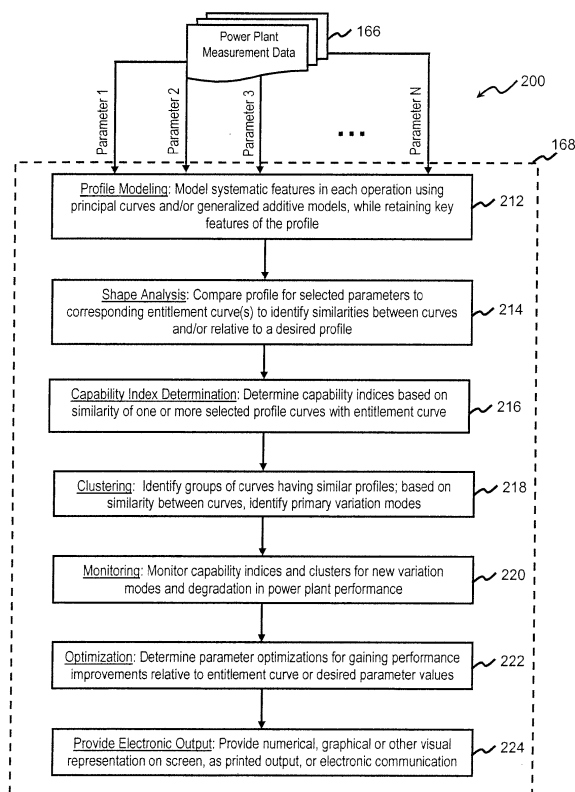 Power Plant
Measurement Data
166
200
Parameter 1
Parameter 2
Parameter 3
...
Parameter N
168
Profile Modeling: Model systematic features in each operation using
principal curves and/or generalized additive models, while retaining key
features of the profile
212
Shape Analysis: Compare profile for selected parameters to
corresponding entitlement curve(s) to identify similarities between curves
and/or relative to a desired profile
214
Capability Index Determination: Determine capability indices based on
similarity of one or more selected profile curves with entitlement curve
216
Clustering: Identify groups of curves having similar profiles; based on
similarity between curves, identify primary variation modes
218
Monitoring: Monitor capability indices and clusters for new variation
modes and degradation in power plant performance
220
Optimization: Determine parameter optimizations for gaining performance
improvements relative to entitlement curve or desired parameter values
222
Provide Electronic Output: Provide numerical, graphical or other visual
representation on screen, as printed output, or electronic communication
224